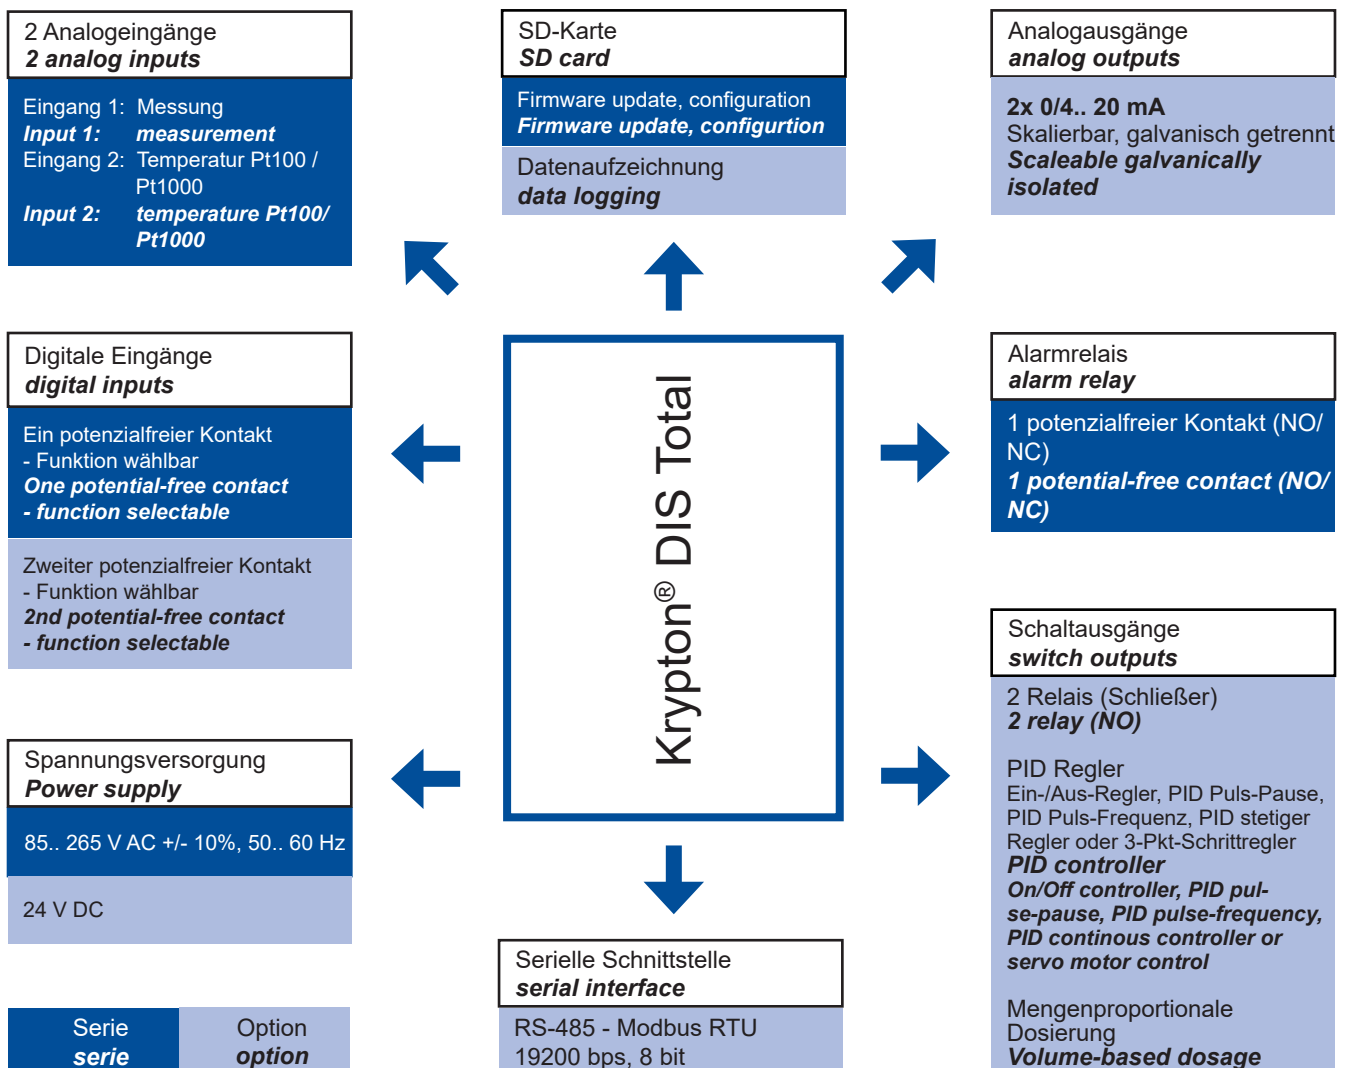 2 Analogeingänge
2 analog inputs
Eingang 1: Messung
Input 1: measurement
Eingang 2: Temperatur Pt100 /
Pt1000
Input 2: temperature Pt100/
Pt1000
SD-Karte
SD card
Firmware update, configuration
Firmware update, configurtion
Datenaufzeichnung
data logging
Analogausgänge
analog outputs
2x 0/4.. 20 mA
Skalierbar, galvanisch getrennt
Scaleable galvanically
isolated
Digitale Eingänge
digital inputs
Ein potenzialfreier Kontakt
- Funktion wählbar
One potential-free contact
- function selectable
Zweiter potenzialfreier Kontakt
- Funktion wählbar
2nd potential-free contact
- function selectable
Krypton® DIS Total
Alarmrelais
alarm relay
1 potenzialfreier Kontakt (NO/
NC)
1 potential-free contact (NO/
NC)
Spannungsversorgung
Power supply
85.. 265 V AC +/- 10%, 50.. 60 Hz
24 V DC
Schaltausgänge
switch outputs
2 Relais (Schließer)
2 relay (NO)
PID Regler
Ein-/Aus-Regler, PID Puls-Pause,
PID Puls-Frequenz, PID stetiger
Regler oder 3-Pkt-Schrittregler
PID controller
On/Off controller, PID pul-
se-pause, PID pulse-frequency,
PID continous controller or
servo motor control
Mengenproportionale
Dosierung
Volume-based dosage
Serielle Schnittstelle
serial interface
RS-485 - Modbus RTU
19200 bps, 8 bit
Serie
serie
Option
option